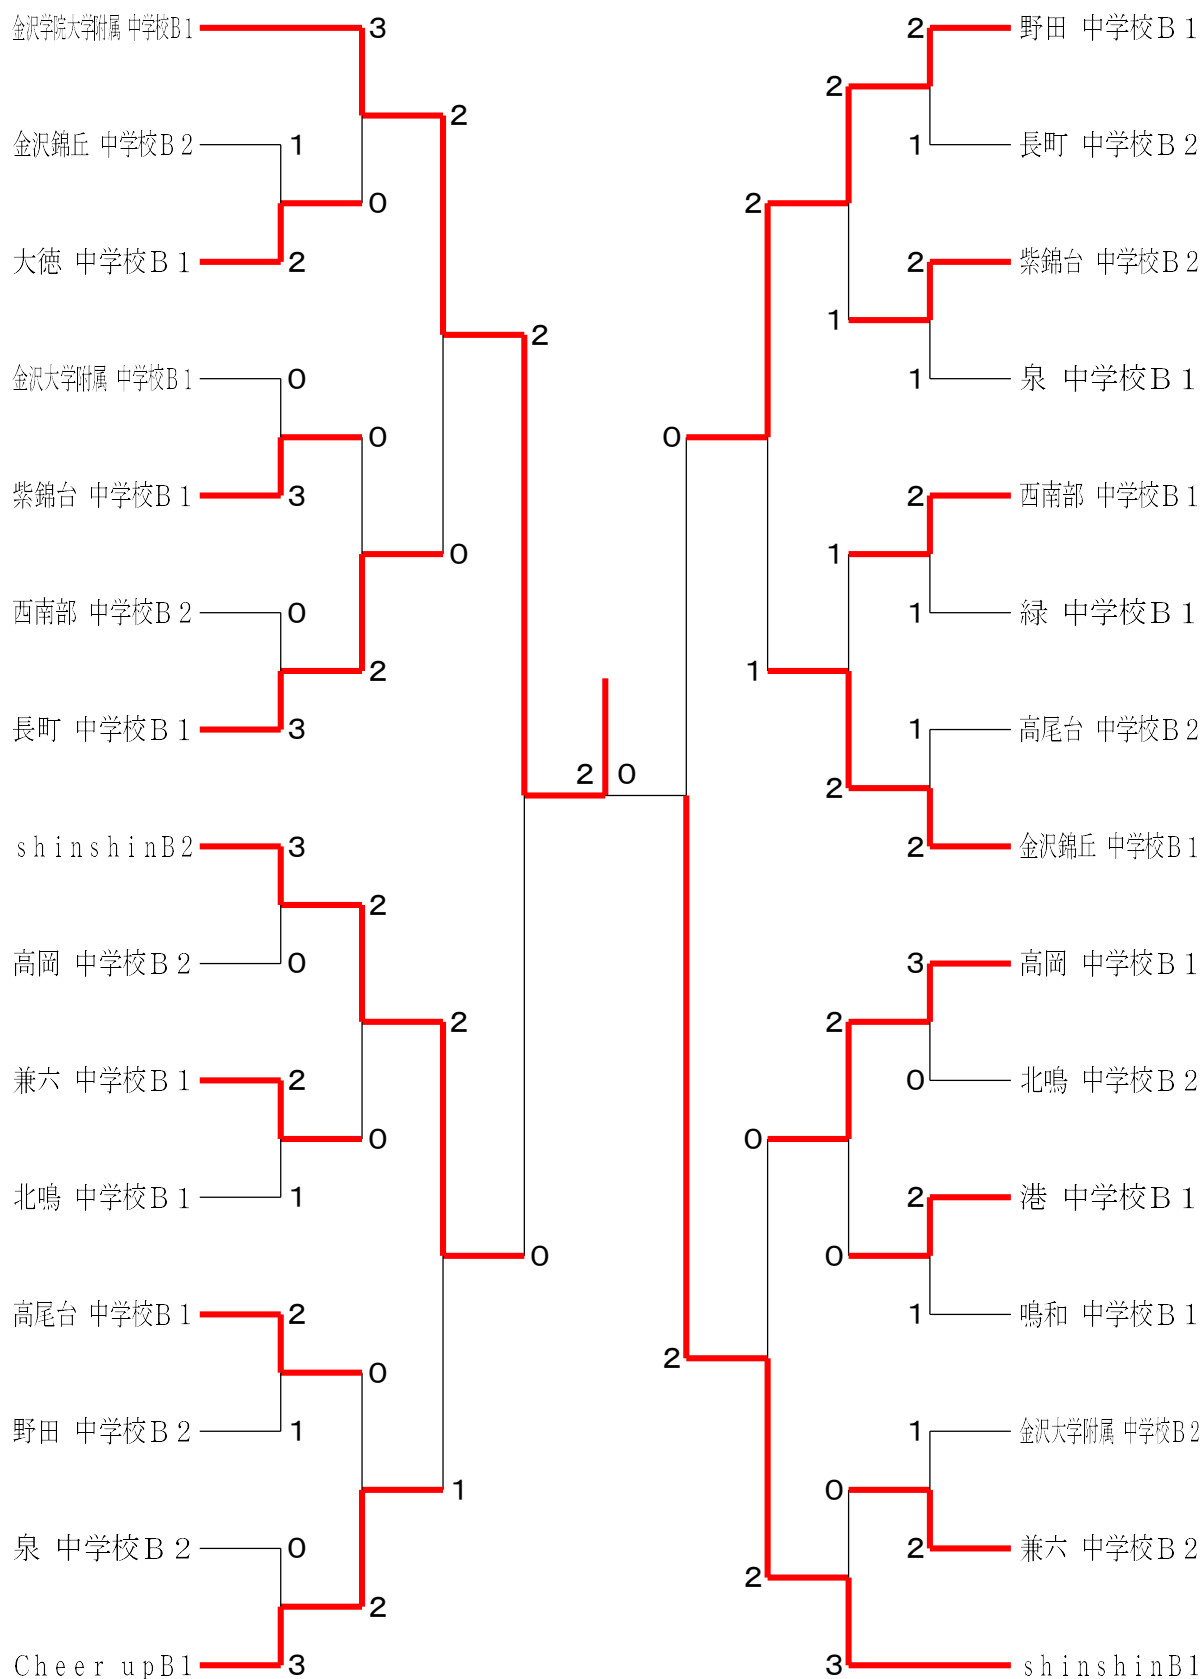 金沢学院大学附属 中学校B1
3
2
金沢錦丘 中学校B2
1
0
大徳 中学校B1
2
2
金沢大学附属 中学校B1
0
0
紫錦台 中学校B1
3
0
西南部 中学校B2
0
2
長町 中学校B1
3
shinshinB2
3
2
高岡 中学校B2
0
2
兼六 中学校B1
2
0
北鳴 中学校B1
1
0
高尾台 中学校B1
2
0
野田 中学校B2
1
1
泉 中学校B2
0
2
Cheer upB1
3
2 0
2
野田 中学校B1
2
1
長町 中学校B2
2
2
紫錦台 中学校B2
1
1
泉 中学校B1
0
2
西南部 中学校B1
1
1
緑 中学校B1
1
1
高尾台 中学校B2
2
2
金沢錦丘 中学校B1
3
高岡 中学校B1
2
0
北鳴 中学校B2
0
2
港 中学校B1
0
1
鳴和 中学校B1
2
1
金沢大学附属 中学校B2
0
2
兼六 中学校B2
2
3
shinshinB1